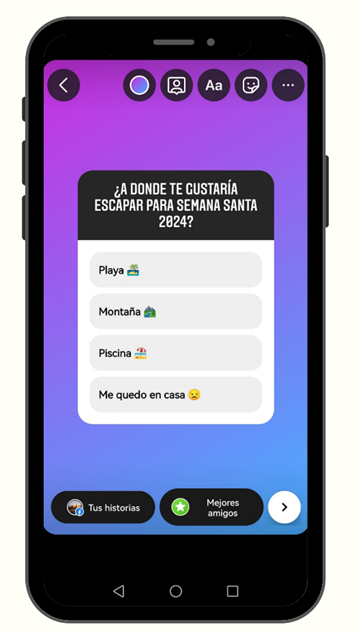 Aa
¿A DONDE TE GUSTARÍA
ESCAPAR PARA SEMANA SANTA
2024?
Playa 🏝️
Montaña 🏞️
Piscina ⛱️
Me quedo en casa 😟
Tus historias
Mejores
amigos